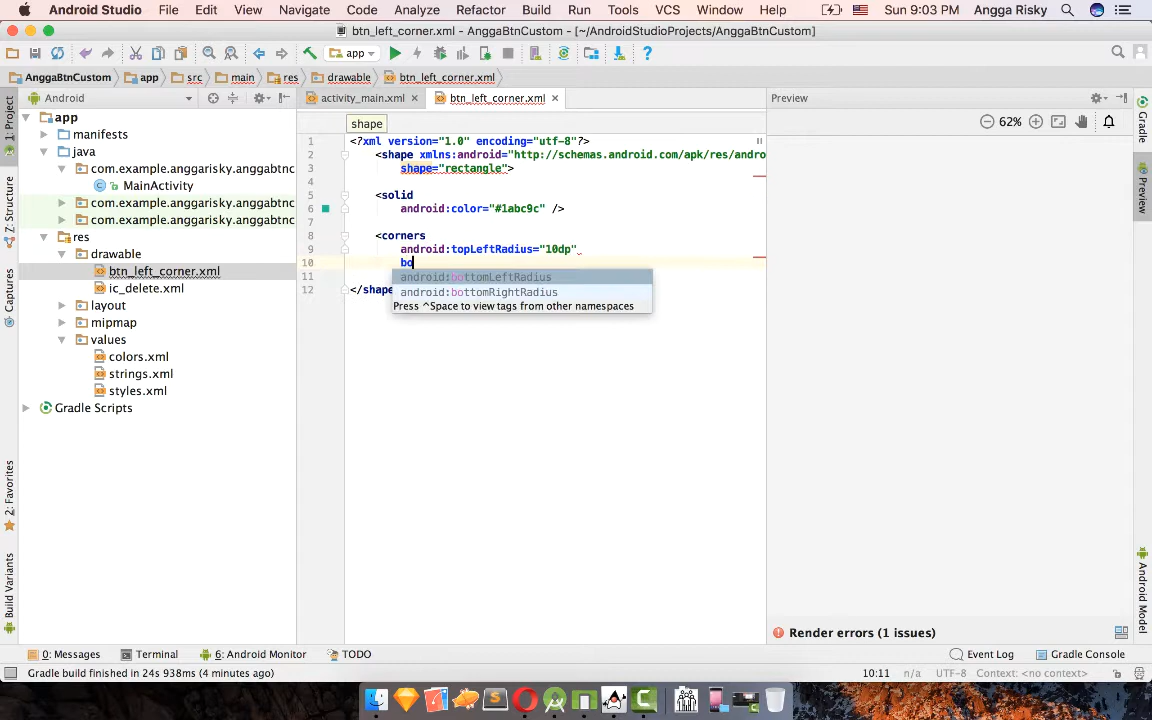 Android Studio File Edit View Navigate Code Analyze Refactor Build Run Tools VCS Window Help Sun 9:03 PM Angga Risky
btn_left_corner.xml - AnggaBtnCustom - [~/AndroidStudioProjects/AnggaBtnCustom]
app
AnggaBtnCustom app src main res drawable btn_left_corner.xml
Android activity_main.xml btn_left_corner.xml Preview
shape 62%
1: Project
Z: Structure
Captures
2: Favorites
Build Variants
app
manifests
java
com.example.anggarisky.anggabtnc
MainActivity
com.example.anggarisky.anggabtnc
com.example.anggarisky.anggabtnc
res
drawable
btn_left_corner.xml
ic_delete.xml
layout
mipmap
values
colors.xml
strings.xml
styles.xml
Gradle Scripts
1 <?xml version="1.0" encoding="utf-8"?>
2 <shape xmlns:android="http://schemas.android.com/apk/res/andro
3 shape="rectangle">
4
5 <solid
6 android:color="#1abc9c" />
7
8 <corners
9 android:topLeftRadius="10dp"
10 bo
11 android:bottomLeftRadius
android:bottomRightRadius
12 </shape
Press ^Space to view tags from other namespaces
Gradle
Preview
Android Model
Render errors (1 issues)
0: Messages Terminal 6: Android Monitor TODO Event Log Gradle Console
Gradle build finished in 24s 938ms (4 minutes ago) 10:11 n/a UTF-8 Context: <no context>